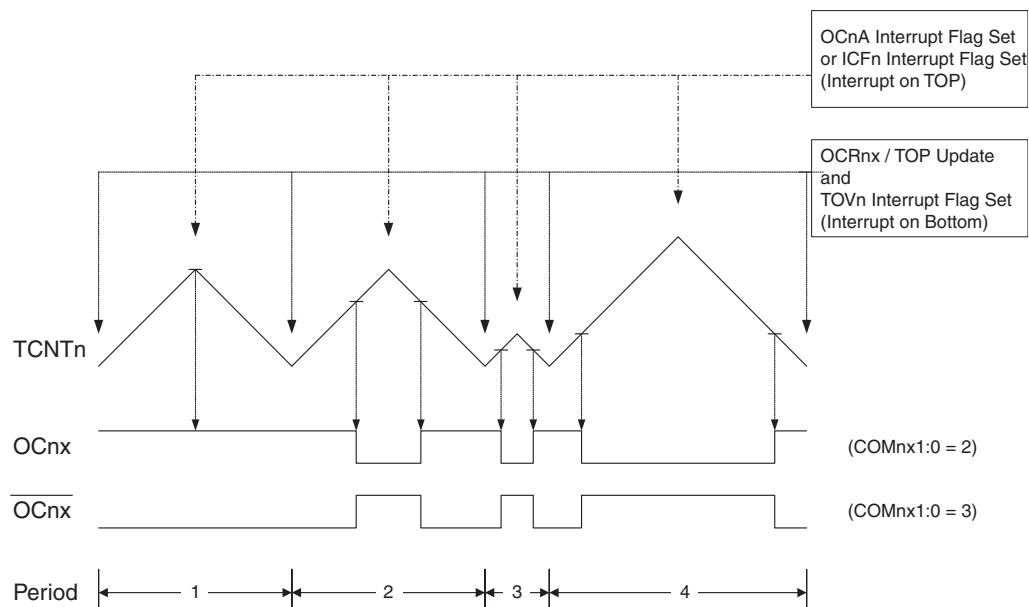 OCnA Interrupt Flag Set
or ICFn Interrupt Flag Set
(Interrupt on TOP)
OCRnx / TOP Update
and
TOVn Interrupt Flag Set
(Interrupt on Bottom)
TCNTn
OCnx
(COMnx1:0 = 2)
OCnx
(COMnx1:0 = 3)
Period
1
2
3
4